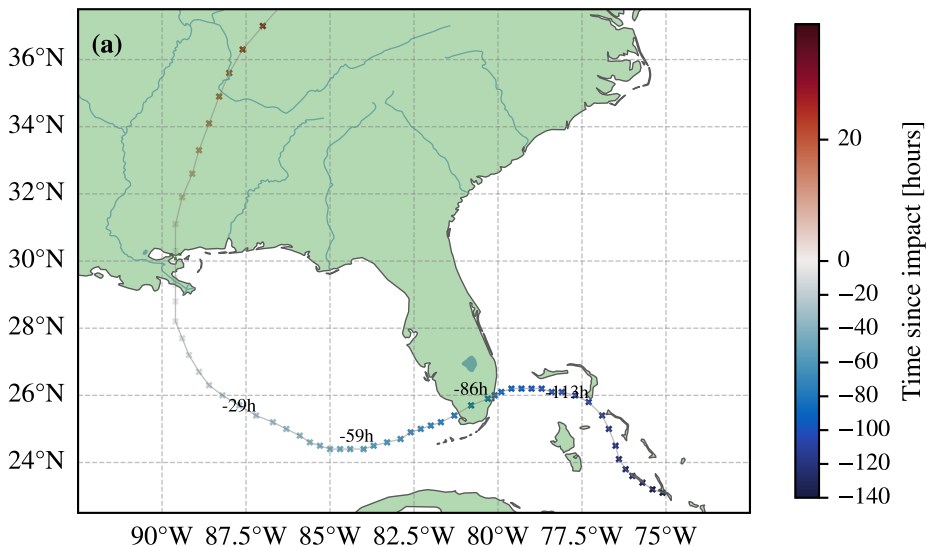 (a)
36°N
34°N
32°N
30°N
28°N
26°N
24°N
-86h
-113h
-29h
-59h
90°W 87.5°W 85°W 82.5°W 80°W 77.5°W 75°W
20
0
−20
−40
−60
−80
−100
−120
−140
Time since impact [hours]